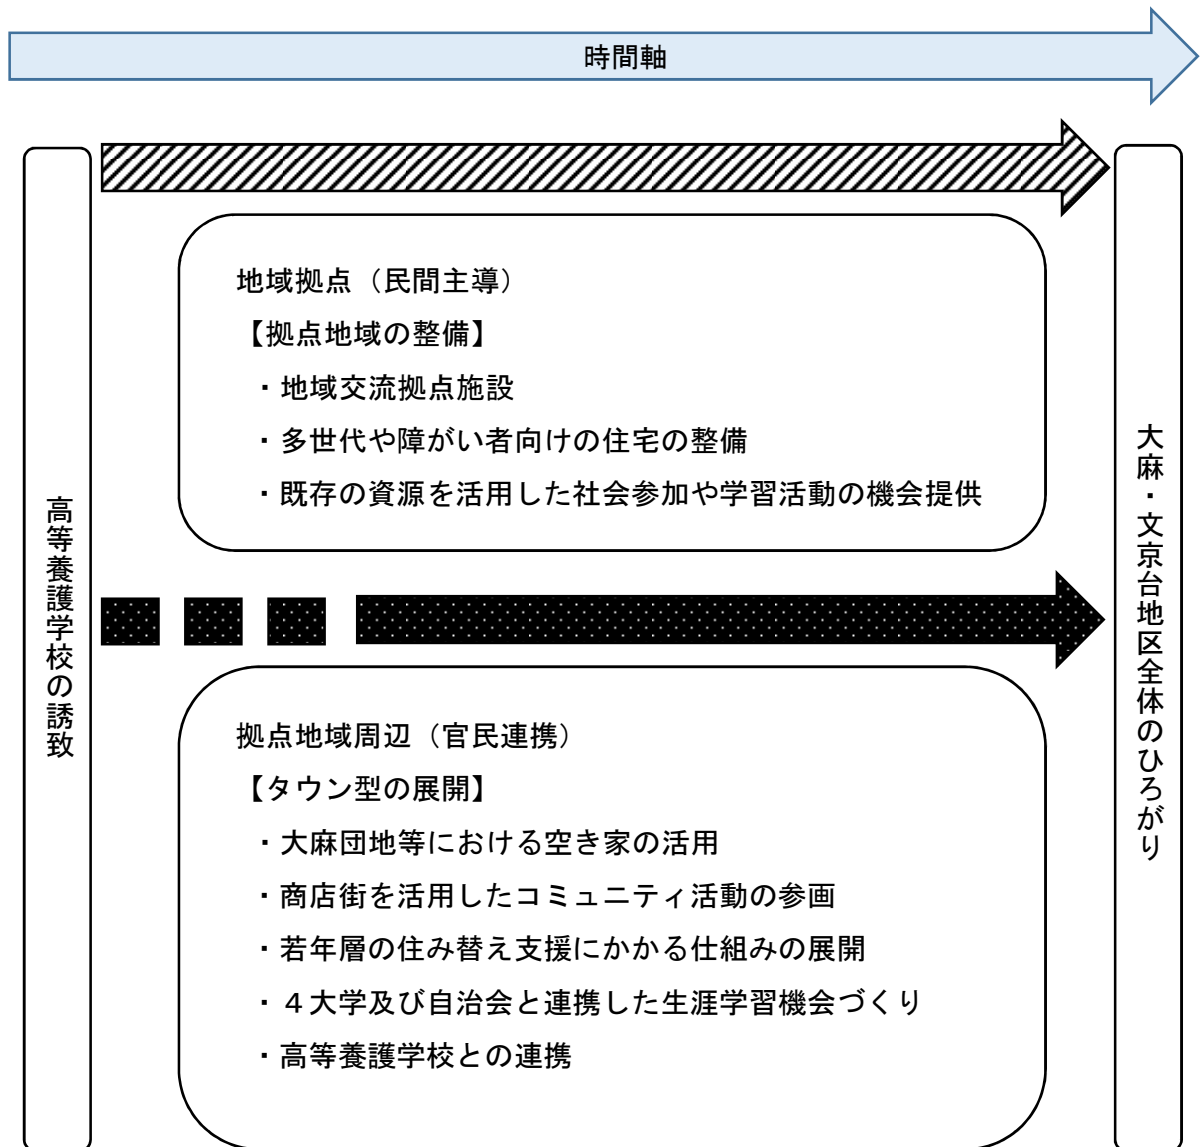 時間軸
高等養護学校の誘致
地域拠点（民間主導）
【拠点地域の整備】
・地域交流拠点施設
・多世代や障がい者向けの住宅の整備
・既存の資源を活用した社会参加や学習活動の機会提供
拠点地域周辺（官民連携）
【タウン型の展開】
・大麻団地等における空き家の活用
・商店街を活用したコミュニティ活動の参画
・若年層の住み替え支援にかかる仕組みの展開
・４大学及び自治会と連携した生涯学習機会づくり
・高等養護学校との連携
大麻・文京台地区全体のひろがり